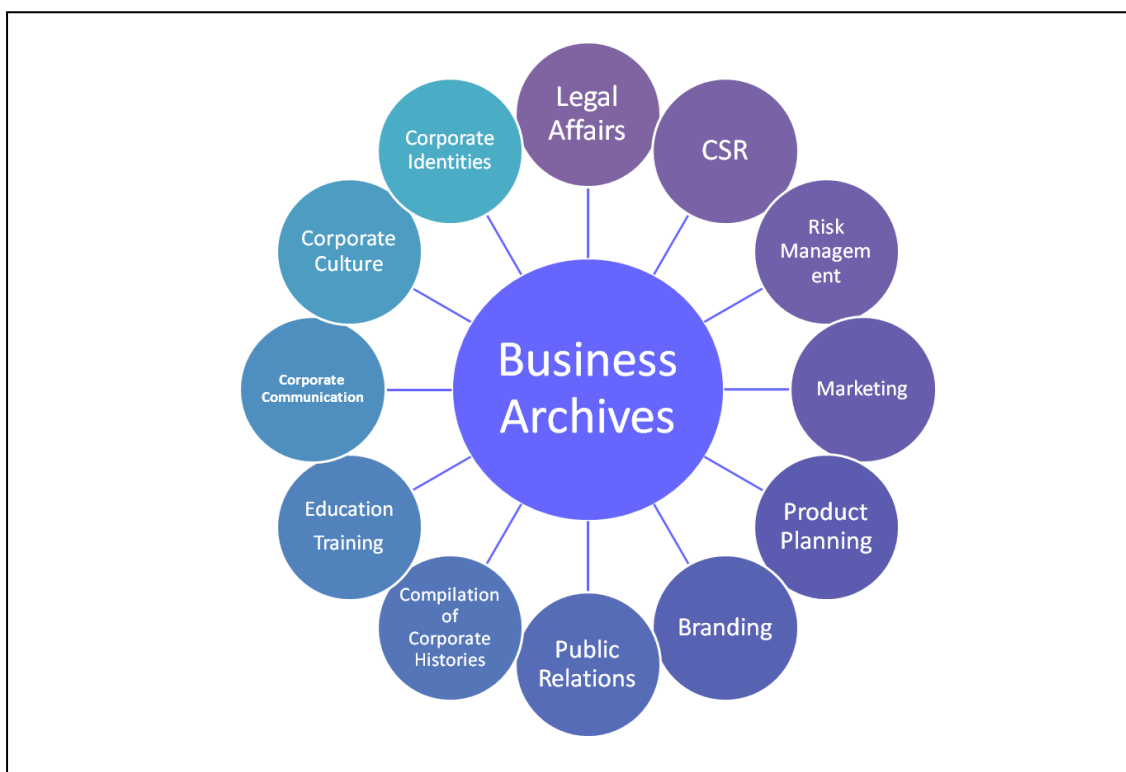 Legal
Affairs
CSR
Risk
Managem
ent
Marketing
Product
Planning
Branding
Public
Relations
Compilation
of
Corporate
Histories
Education
Training
Corporate
Communication
Corporate
Culture
Corporate
Identities
Business
Archives